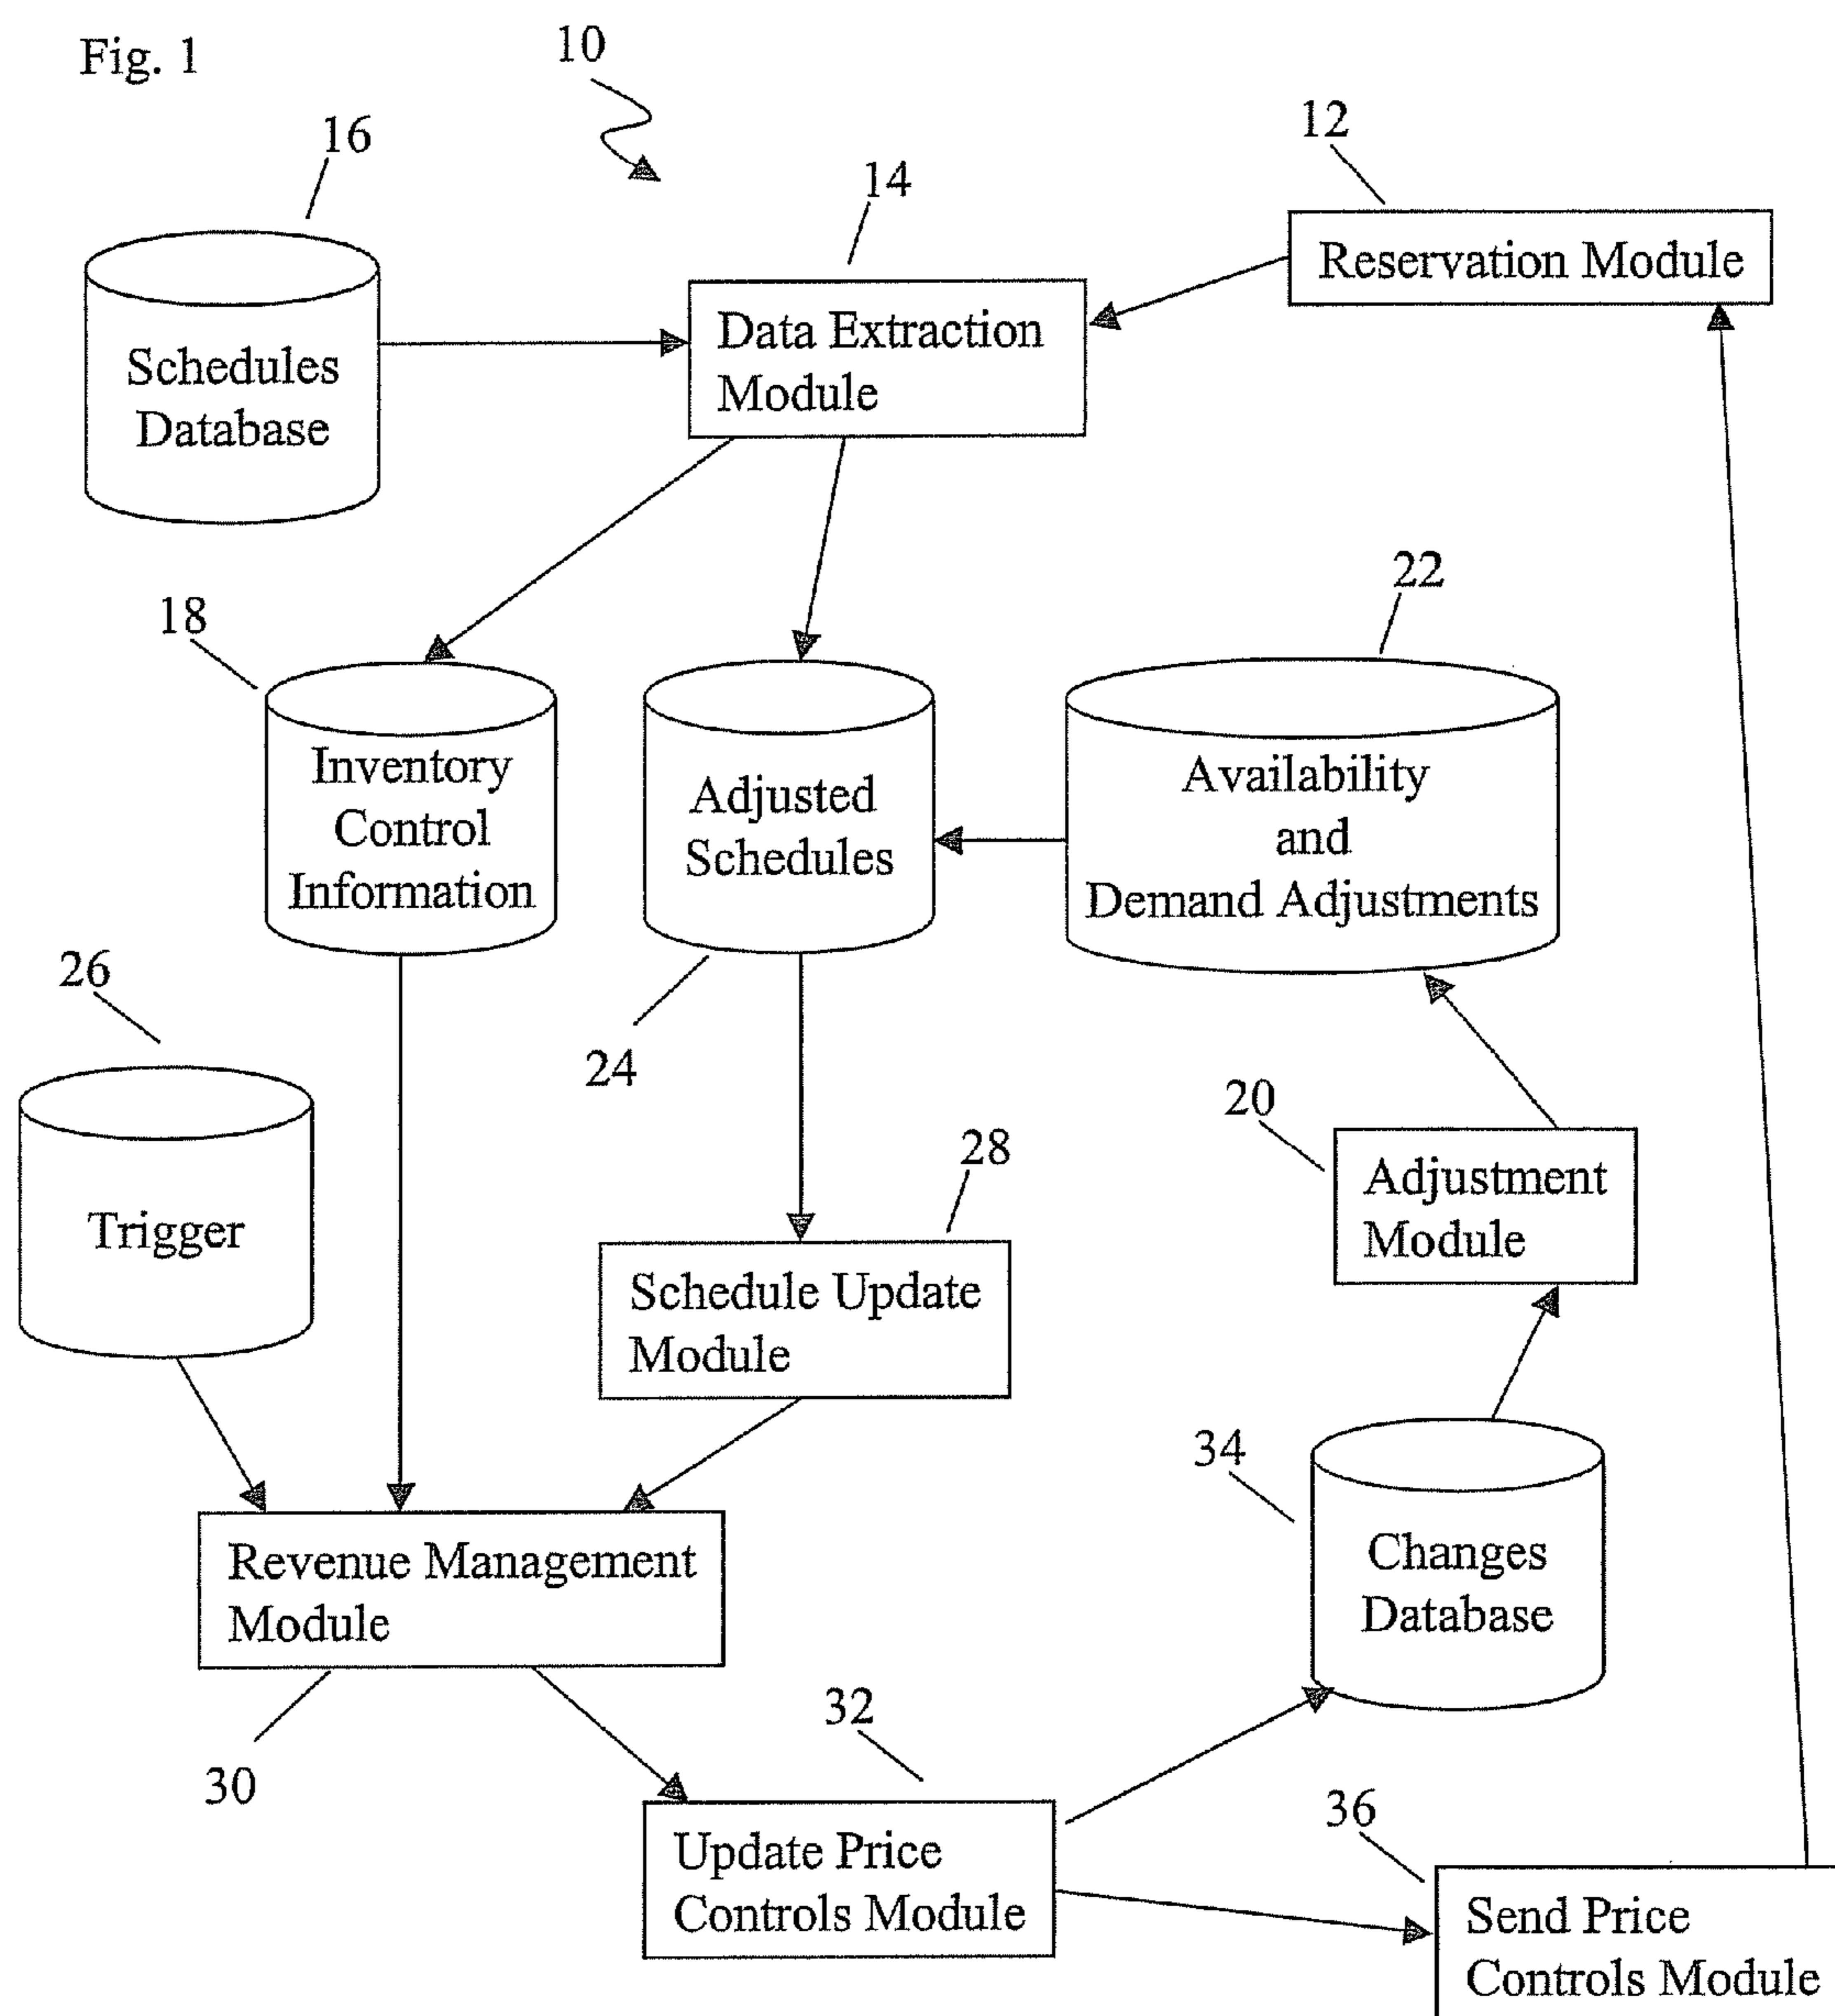 Fig. 1
10
16
12
14
Reservation Module
Schedules
Database
Data Extraction
Module
22
18
Inventory
Control
Information
Adjusted
Schedules
Availability
and
Demand Adjustments
26
24
20
28
Trigger
Adjustment
Module
Schedule Update
Module
34
Revenue Management
Module
Changes
Database
30
32
36
Update Price
Controls Module
Send Price
Controls Module